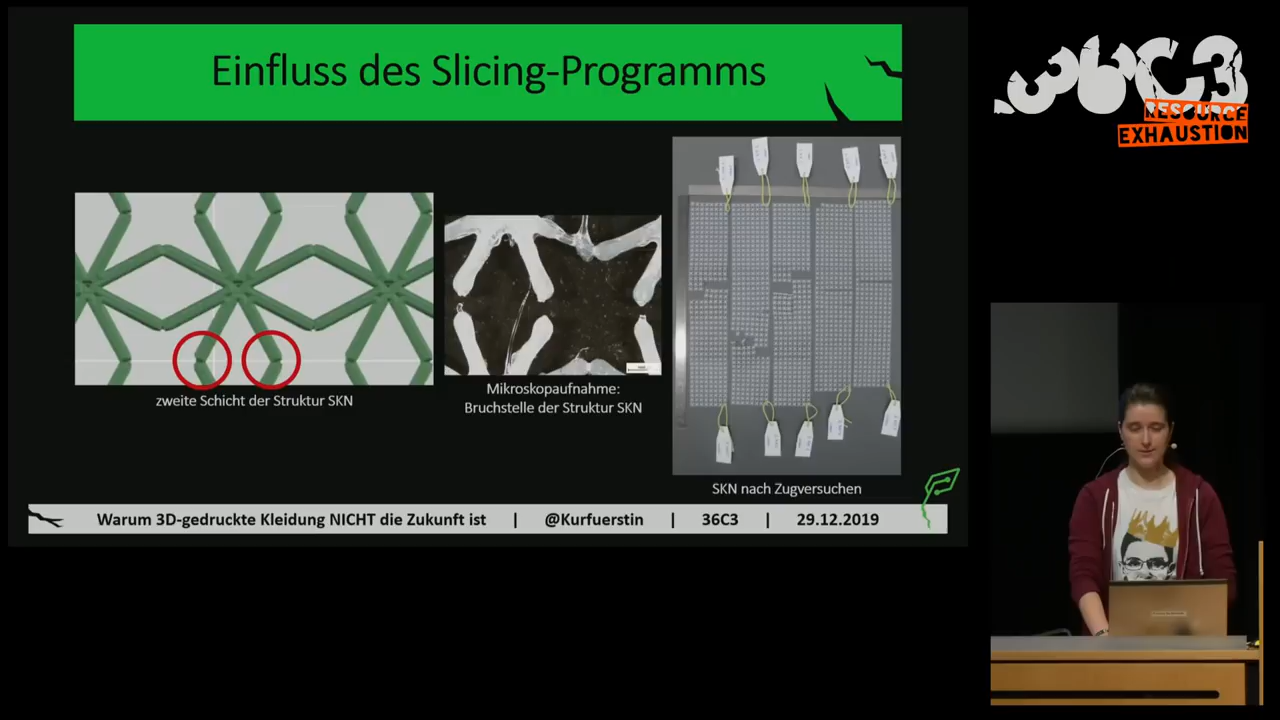 Einfluss des Slicing-Programms
36C3
RESOURCE
EXHAUSTION
zweite Schicht der Struktur SKN
Mikroskopaufnahme:
Bruchstelle der Struktur SKN
SKN nach Zugversuchen
Warum 3D-gedruckte Kleidung NICHT die Zukunft ist | @Kurfuerstin | 36C3 | 29.12.2019